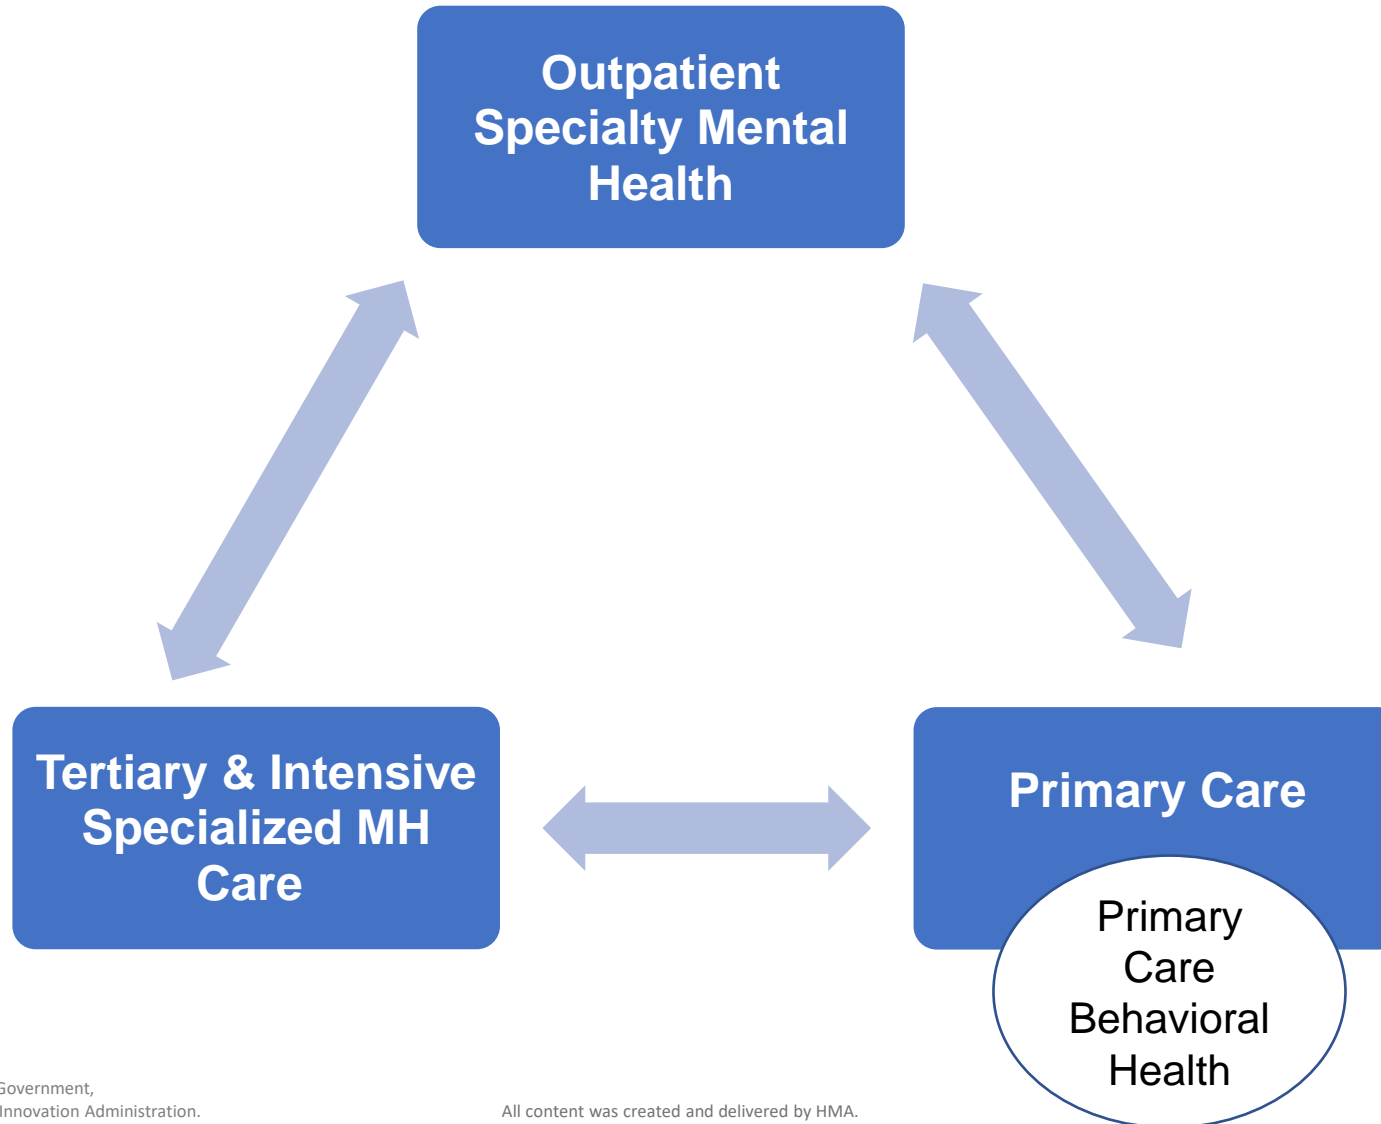 Outpatient
Specialty Mental
Health
Tertiary & Intensive
Specialized MH
Care
Primary Care
Primary
Care
Behavioral
Health
Government,
Innovation Administration.
All content was created and delivered by HMA.